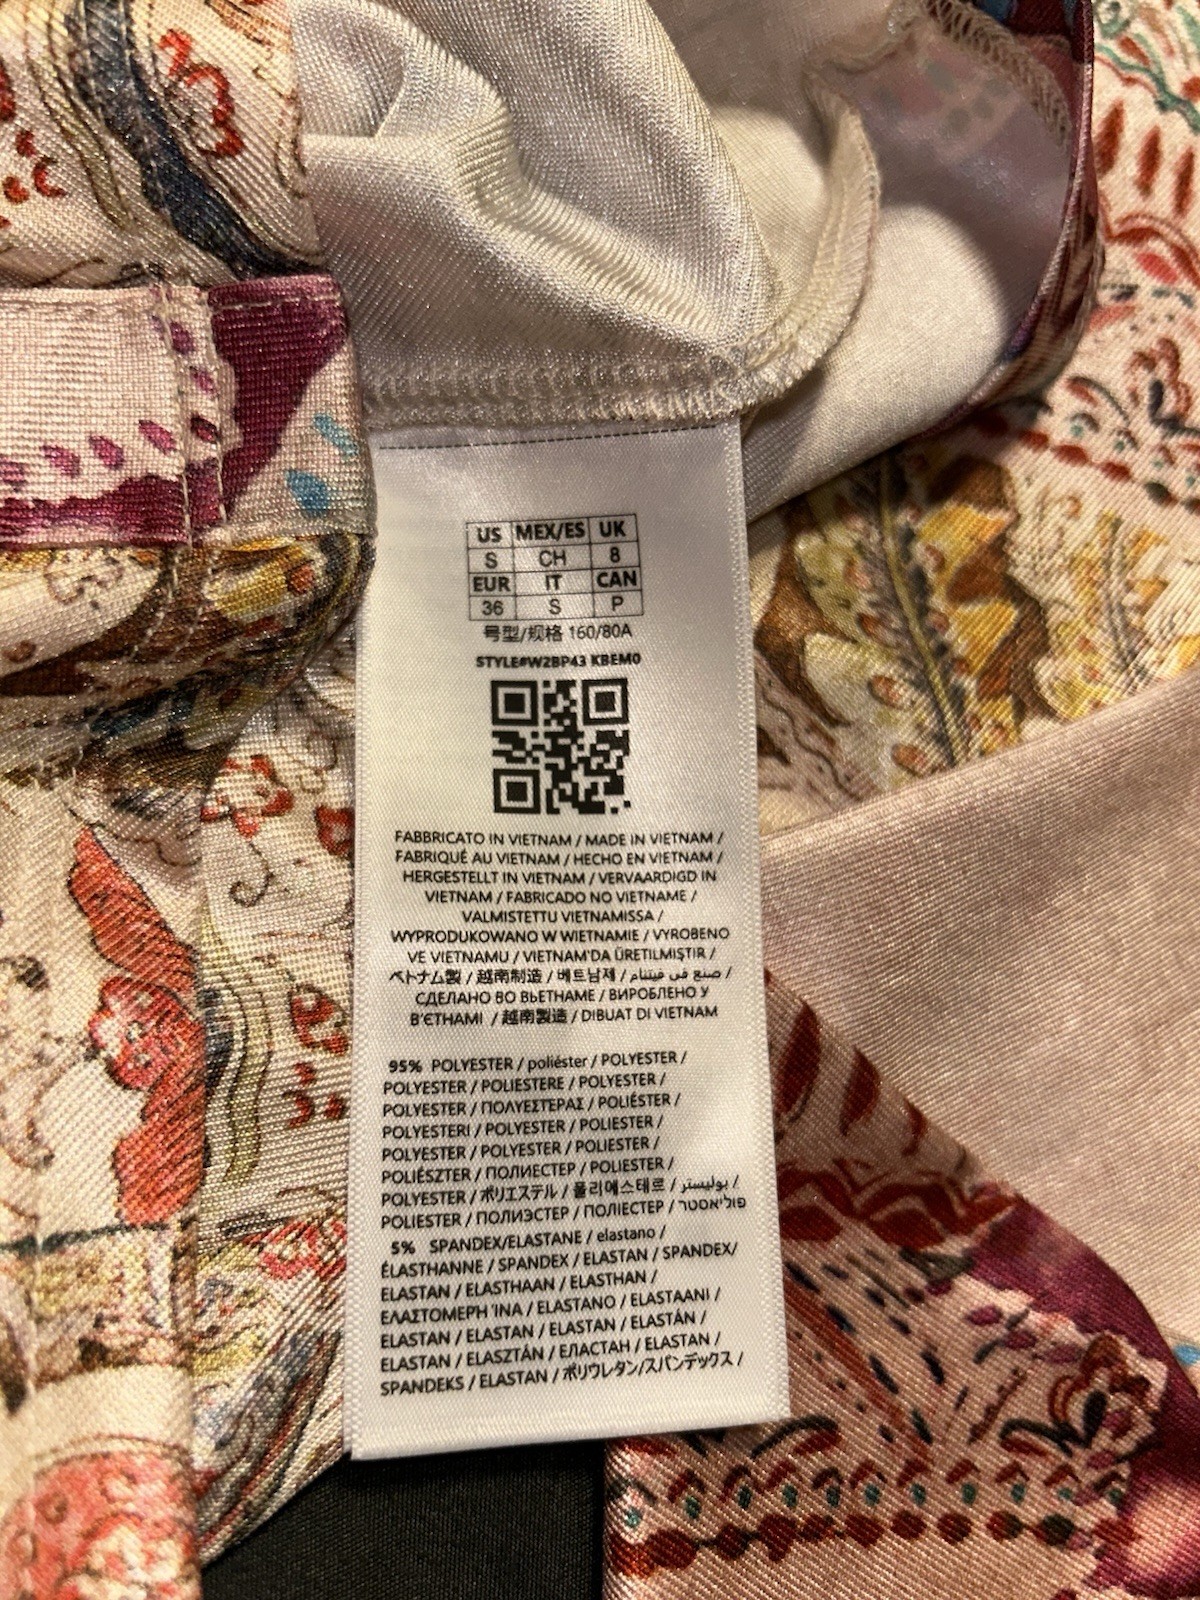 US MEX/ES UK
S CH 8
EUR IT CAN
36 S P
号型/规格 160/80A
STYLE#W2BP43 KBEM0
FABBRICATO IN VIETNAM / MADE IN VIETNAM /
FABRIQUÉ AU VIETNAM / HECHO EN VIETNAM /
HERGESTELLT IN VIETNAM / VERVAARDIGD IN
VIETNAM / FABRICADO NO VIETNAME /
VALMISTETTU VIETNAMISSA /
WYPRODUKOWANO W WIETNAMIE / VYROBENO
VE VIETNAMU / VIETNAM'DA ÜRETILMIŞTIR /
ベトナム製 / 越南制造 / 베트남제 / صنع في فيتنام /
СДЕЛАНО ВО ВЬЕТНАМЕ / ВИРОБЛЕНО У
В'ЄТНАМІ / 越南製造 / DIBUAT DI VIETNAM
95% POLYESTER / poliéster / POLYESTER /
POLYESTER / POLIESTERE / POLYESTER /
POLYESTER / ΠΟΛΥΕΣΤΕΡΑΣ / POLIÉSTER /
POLYESTERI / POLYESTER / POLIESTER /
POLYESTER / POLYESTER / POLIESTER /
POLIÉSZTER / ПОЛИЕСТЕР / POLIESTER /
POLYESTER / ポリエステル / 폴리에스테르 / بوليستر /
POLIESTER / ПОЛИЭСТЕР / ПОЛІЕСТЕР / פוליאסטר
5% SPANDEX/ELASTANE / elastano /
ÉLASTHANNE / SPANDEX / ELASTAN / SPANDEX/
ELASTAN / ELASTHAAN / ELASTHAN /
ΕΛΑΣΤΟΜΕΡΗ ΊΝΑ / ELASTANO / ELASTAANI /
ELASTAN / ELASTAN / ELASTAN / ELASTÁN /
ELASTAN / ELASZTÁN / ЕЛАСТАН / ELASTAN /
SPANDEKS / ELASTAN / ポリウレタン/スパンデックス /